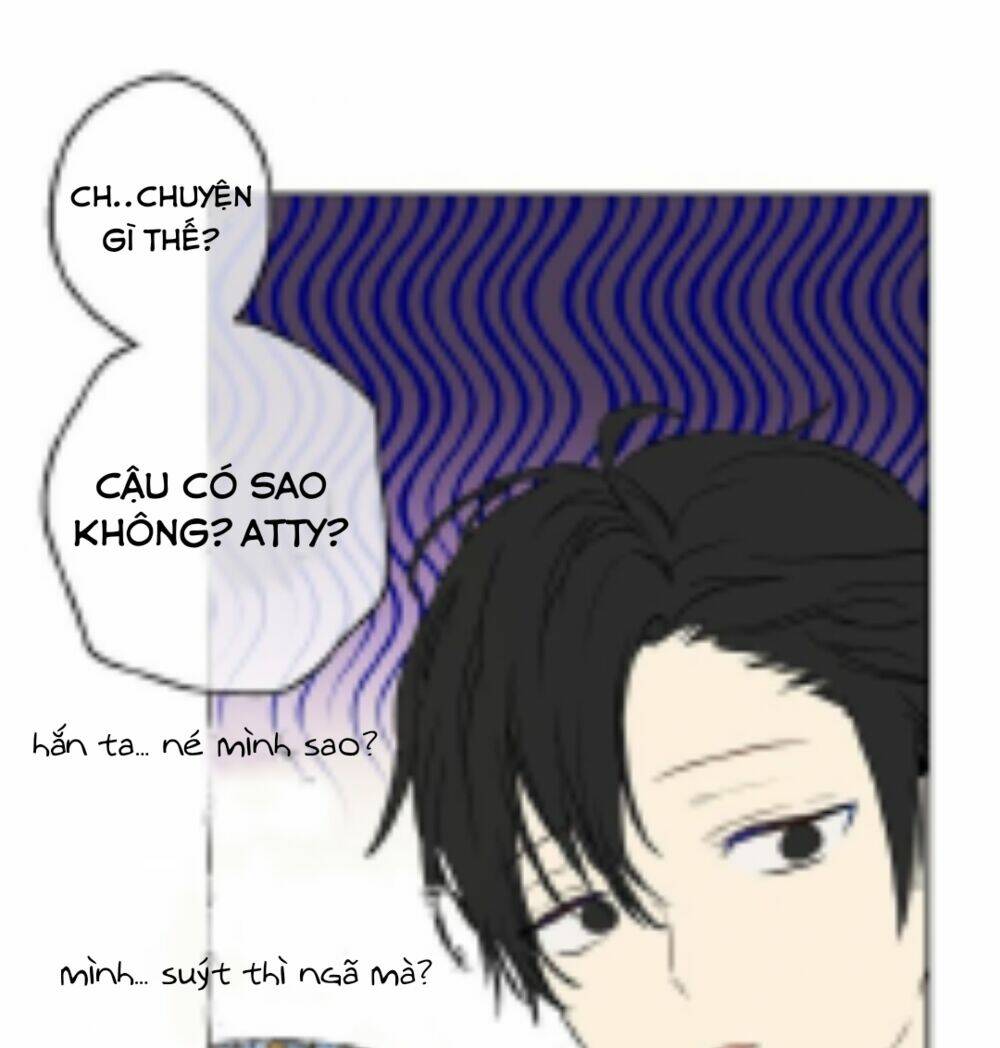 CH..CHUYỆN
GÌ THẾ?
CẬU CÓ SAO
KHÔNG? ATTY?
hắn ta... né mình sao?
mình... suýt thì ngã mà?